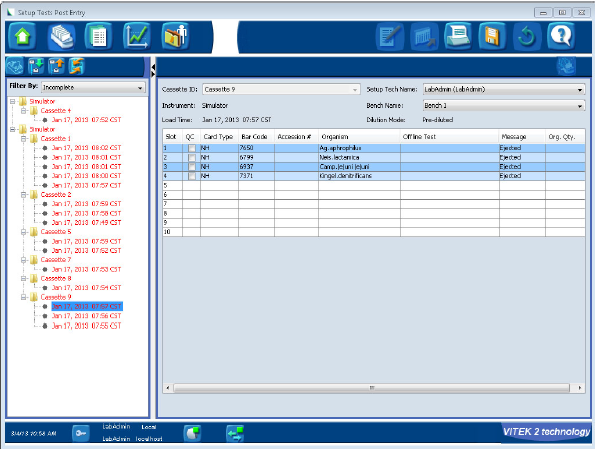 Setup Tests Post Entry
Filter By: Incomplete
Simulator
Cassette 4
Jan 17, 2013 07:52 CST
Simulator
Cassette 1
Jan 17, 2013 08:02 CST
Jan 17, 2013 08:01 CST
Jan 17, 2013 08:01 CST
Jan 17, 2013 08:00 CST
Jan 17, 2013 07:57 CST
Cassette 2
Jan 17, 2013 07:59 CST
Jan 17, 2013 07:58 CST
Jan 17, 2013 07:49 CST
Cassette 5
Jan 17, 2013 07:59 CST
Jan 17, 2013 07:52 CST
Cassette 7
Jan 17, 2013 07:53 CST
Cassette 8
Jan 17, 2013 07:54 CST
Cassette 9
Jan 17, 2013 07:57 CST
Jan 17, 2013 07:56 CST
Jan 17, 2013 07:55 CST
Cassette ID: Cassette 9 Setup Tech Name: LabAdmin (LabAdmin)
Instrument: Simulator Bench Name: Bench 1
Load Time: Jan 17, 2013 07:57 CST Dilution Mode: Pre-diluted
Slot QC Card Type Bar Code Accession # Organism Offline Test Message Org. Qty.
1 NH 7650 Ag.aphrophilus Ejected
2 NH 6799 Neis.lactamica Ejected
3 NH 6937 Camp.jejuni jejuni Ejected
4 NH 7371 Kingel.denitrificans Ejected
5
6
7
8
9
10
3/4/13 10:58 AM LabAdmin Local
LabAdmin localhost
VITEK 2 technology